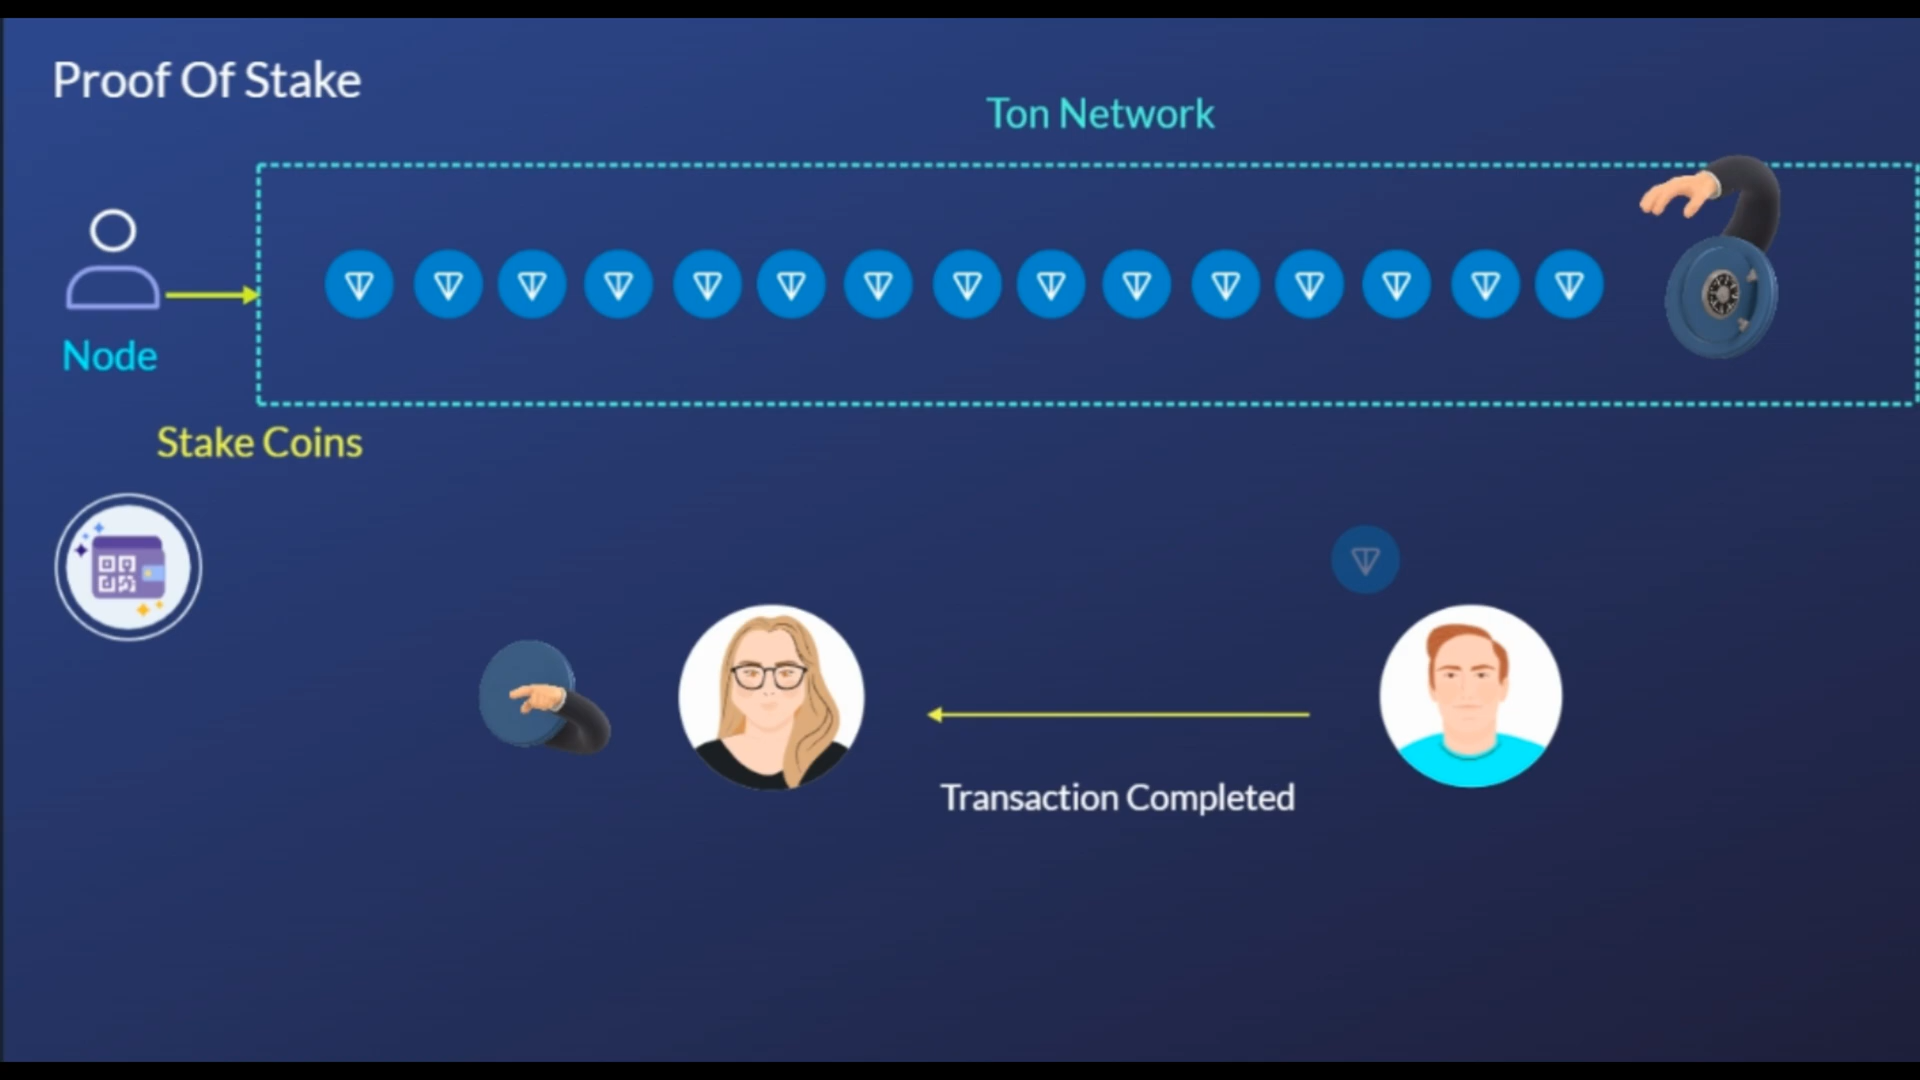 Proof Of Stake
Ton Network
Node
Stake Coins
Transaction Completed